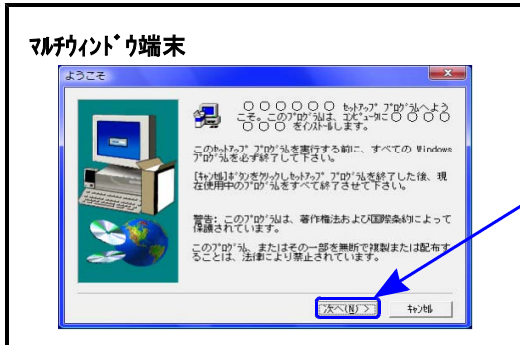 マルチウィンドウ端末
ようこそ
○○○○○○ ｾｯﾄｱｯﾌﾟ ﾌﾟﾛｸﾞﾗﾑへよう
こそ。このﾌﾟﾛｸﾞﾗﾑは、ｺﾝﾋﾟｭｰﾀに○○○○
○○○ をｲﾝｽﾄｰﾙします。
このｾｯﾄｱｯﾌﾟ ﾌﾟﾛｸﾞﾗﾑを実行する前に、すべての Windows
ﾌﾟﾛｸﾞﾗﾑを必ず終了して下さい。
[ｷｬﾝｾﾙ]ﾎﾞﾀﾝをｸﾘｯｸしｾｯﾄｱｯﾌﾟ ﾌﾟﾛｸﾞﾗﾑを終了した後、現
在使用中のﾌﾟﾛｸﾞﾗﾑをすべて終了させて下さい。
警告: このﾌﾟﾛｸﾞﾗﾑは、著作権法および国際条約によって
保護されています。
このﾌﾟﾛｸﾞﾗﾑ、またはその一部を無断で複製または配布す
ることは、法律により禁止されています。
次へ(N) >
ｷｬﾝｾﾙ